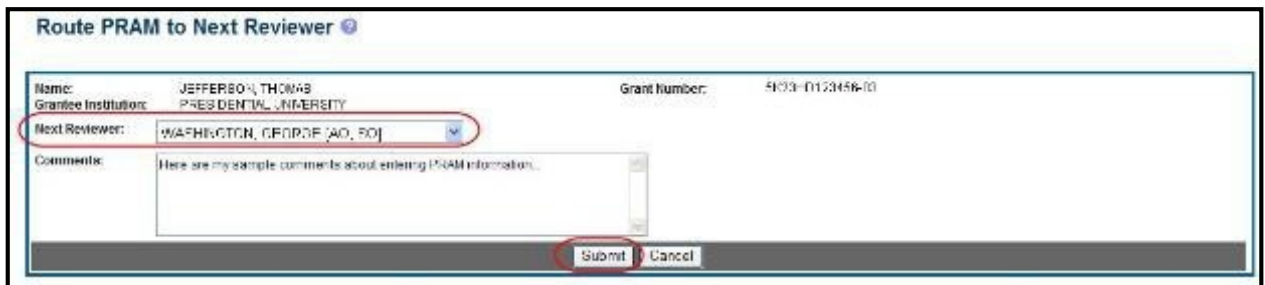 Route PRAM to Next Reviewer
Name: JEFFERSON, THOMAS Grant Number:
Grantee Institution: PRESIDENTIAL UNIVERSITY
Next Reviewer: WASHINGTON, GEORGE [AO, SO]
Comments: Here are my sample comments about entering PRAM information...
Submit Cancel